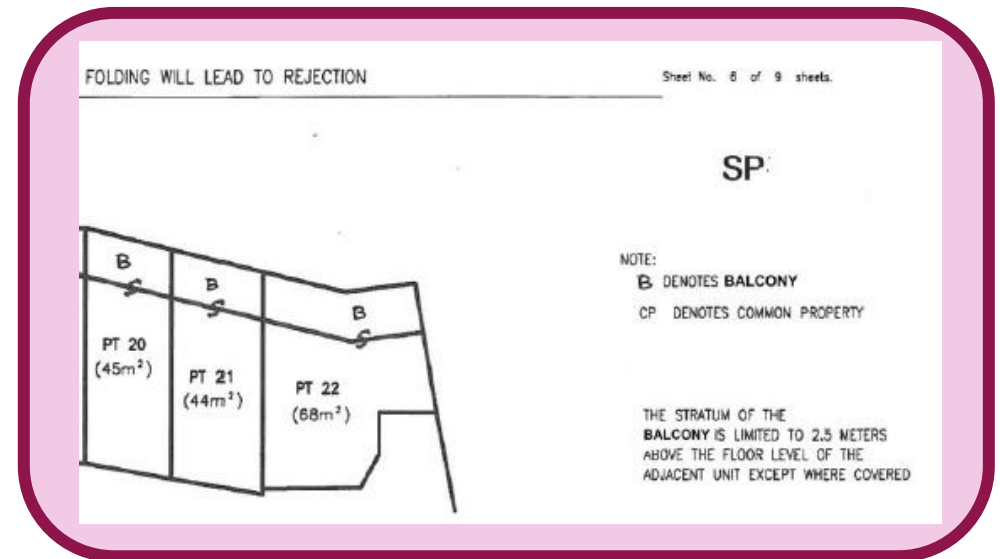 FOLDING WILL LEAD TO REJECTION
Sheet No. 6 of 9 sheets.
SP
NOTE:
B DENOTES BALCONY
CP DENOTES COMMON PROPERTY
B
B
B
PT 20
(45m²)
PT 21
(44m²)
PT 22
(68m²)
THE STRATUM OF THE
BALCONY IS LIMITED TO 2.5 METERS
ABOVE THE FLOOR LEVEL OF THE
ADJACENT UNIT EXCEPT WHERE COVERED